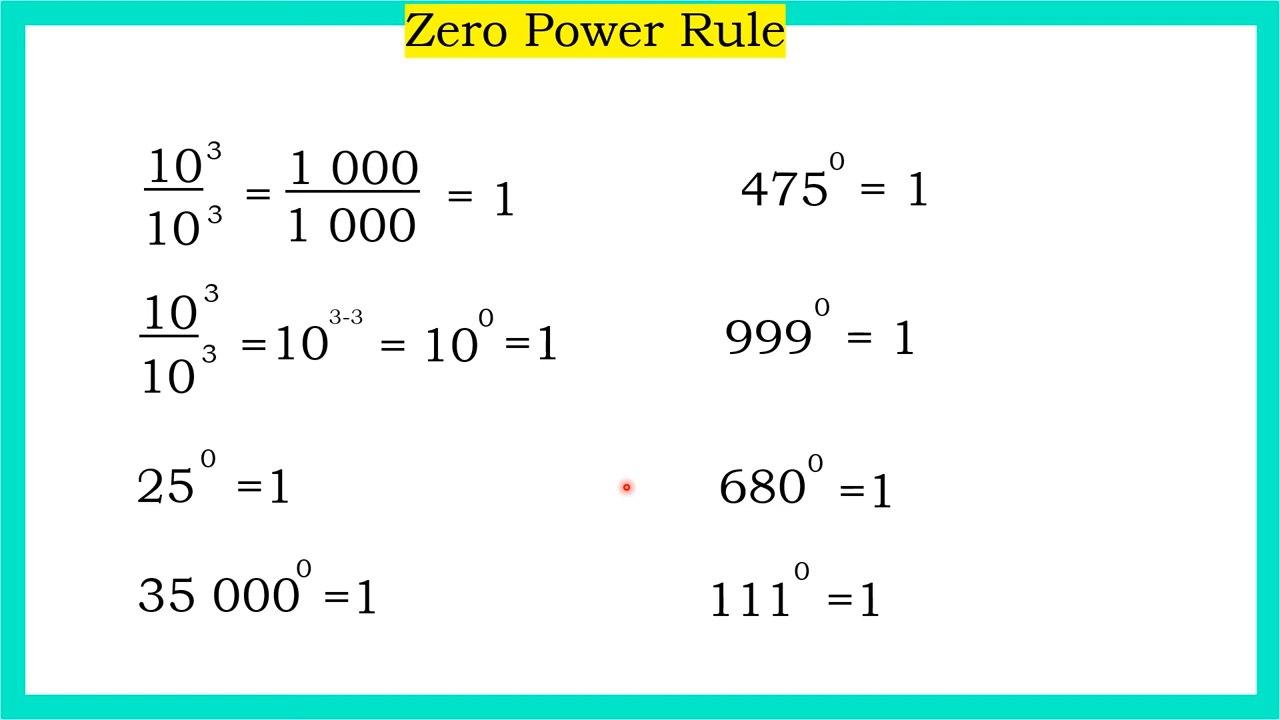 Zero Power Rule
10³/10³ = 1 000/1 000 = 1
10³/10³ =10³⁻³ = 10⁰ =1
25⁰ =1
35 000⁰ =1
475⁰ = 1
999⁰ = 1
680⁰ =1
111⁰ =1